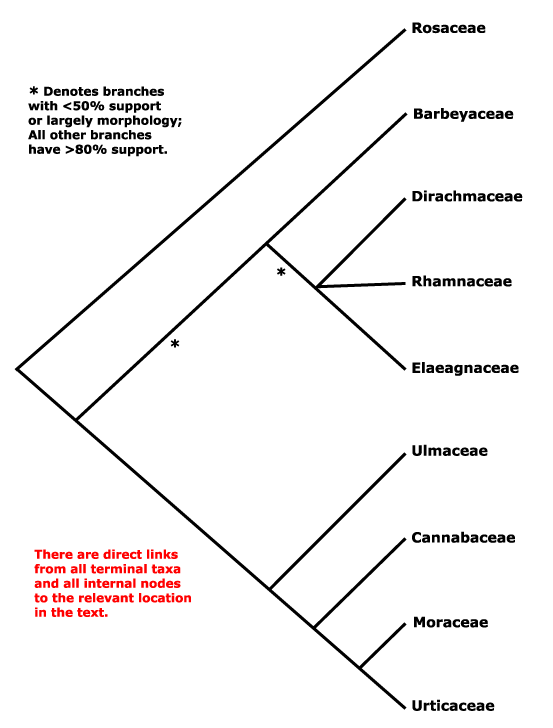 Rosaceae
* Denotes branches
with <50% support
or largely morphology;
All other branches
have >80% support.
Barbeyaceae
Dirachmaceae
*
Rhamnaceae
*
Elaeagnaceae
Ulmaceae
Cannabaceae
There are direct links
from all terminal taxa
and all internal nodes
to the relevant location
in the text.
Moraceae
Urticaceae